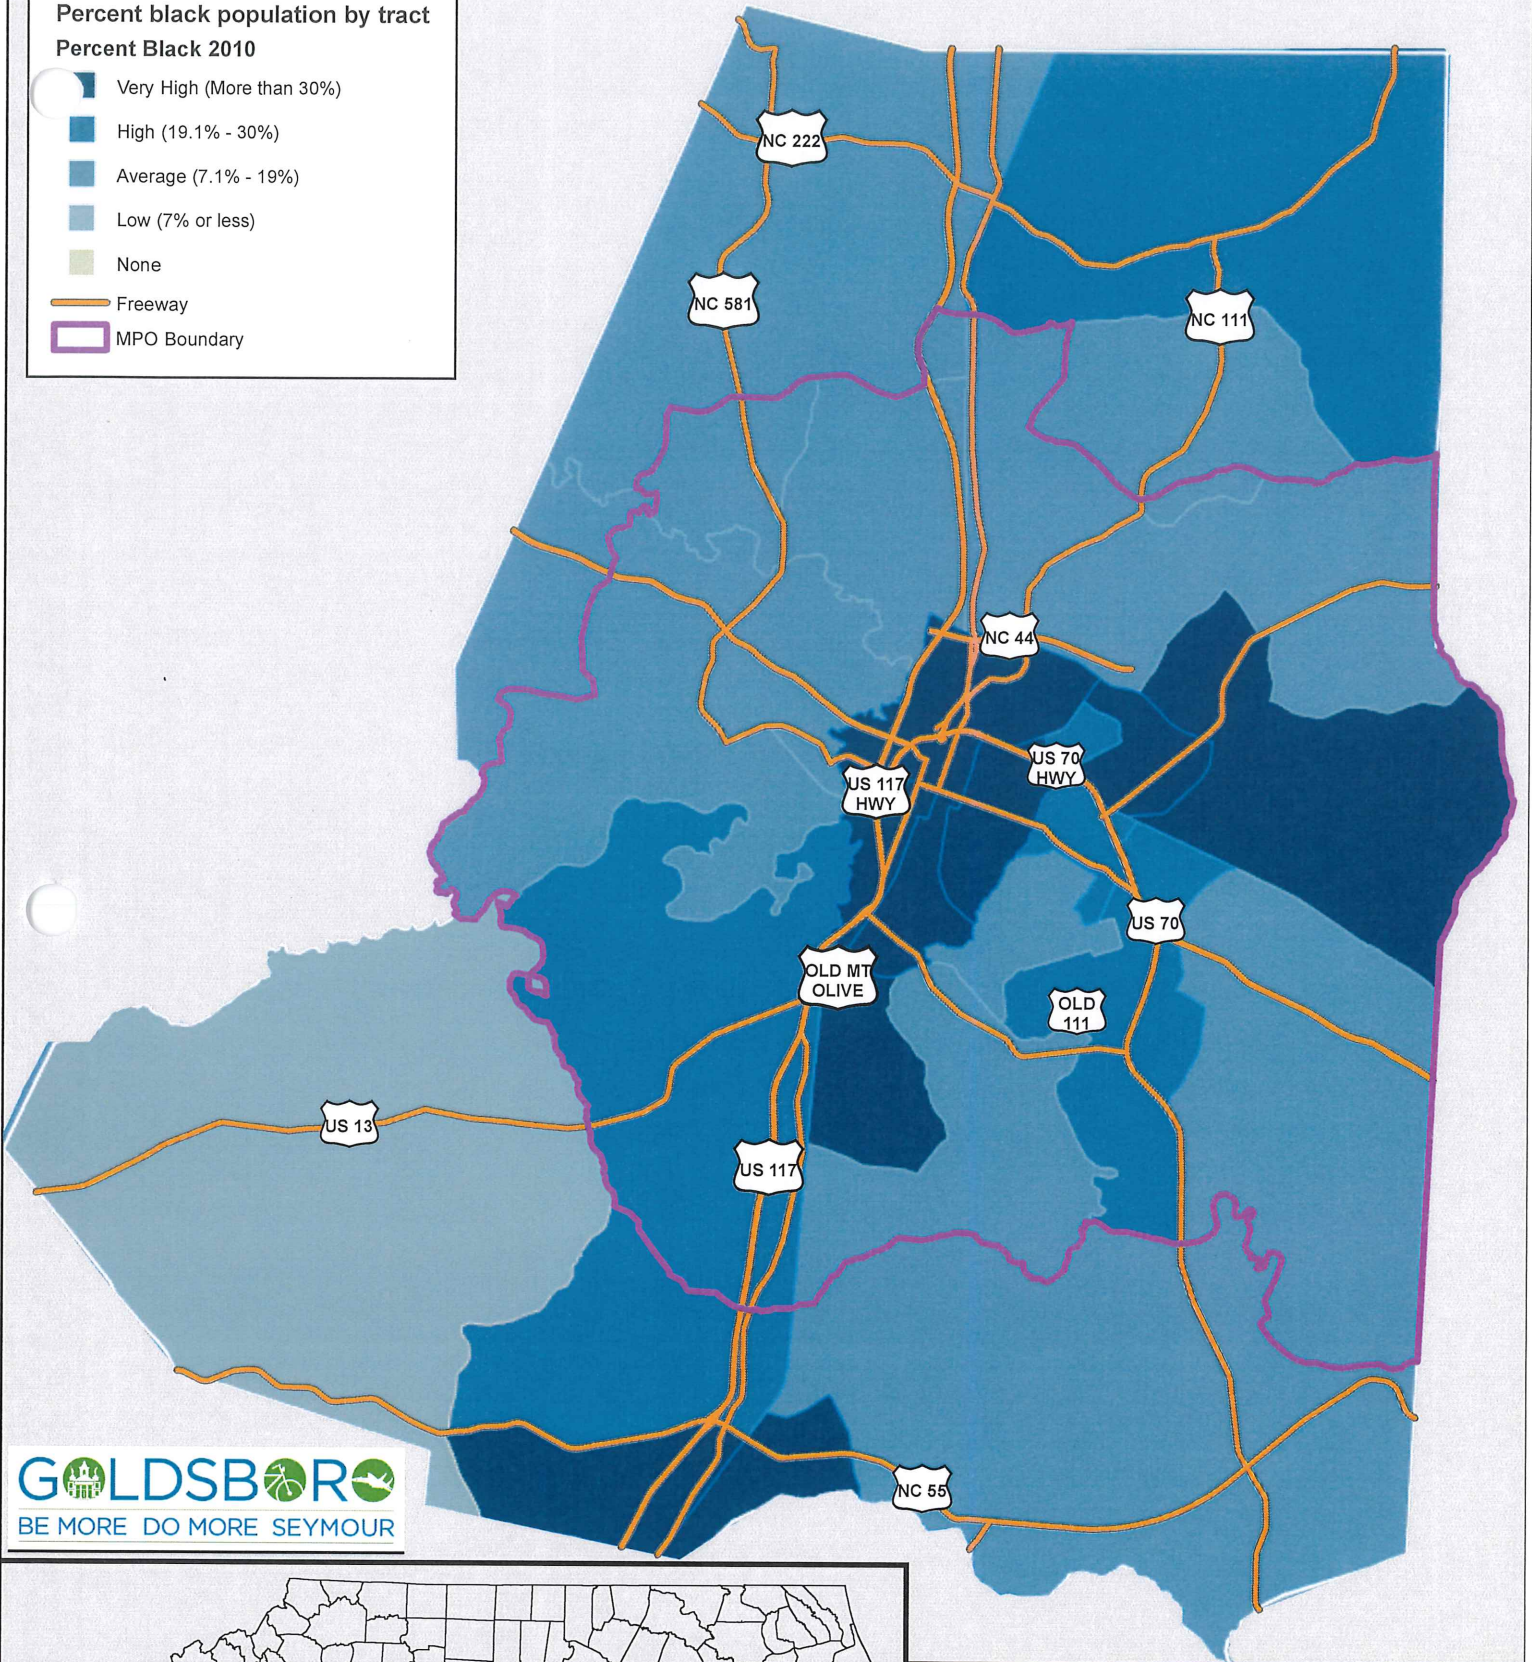 Percent black population by tract
Percent Black 2010
Very High (More than 30%)
High (19.1% - 30%)
Average (7.1% - 19%)
Low (7% or less)
None
Freeway
MPO Boundary
NC 222
NC 581
NC 111
NC 44
US 70
HWY
US 117
HWY
US 70
OLD MT
OLIVE
OLD
111
US 13
US 117
NC 55
GOLDSBORO
BE MORE DO MORE SEYMOUR